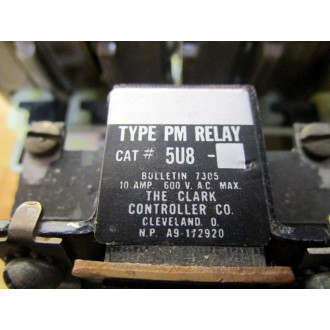 TYPE PM RELAY
CAT # 5U8 -
BULLETIN 7305
10 AMP. 600 V. A.C. MAX.
THE CLARK
CONTROLLER CO.
CLEVELAND, O.
N.P. A9-172920